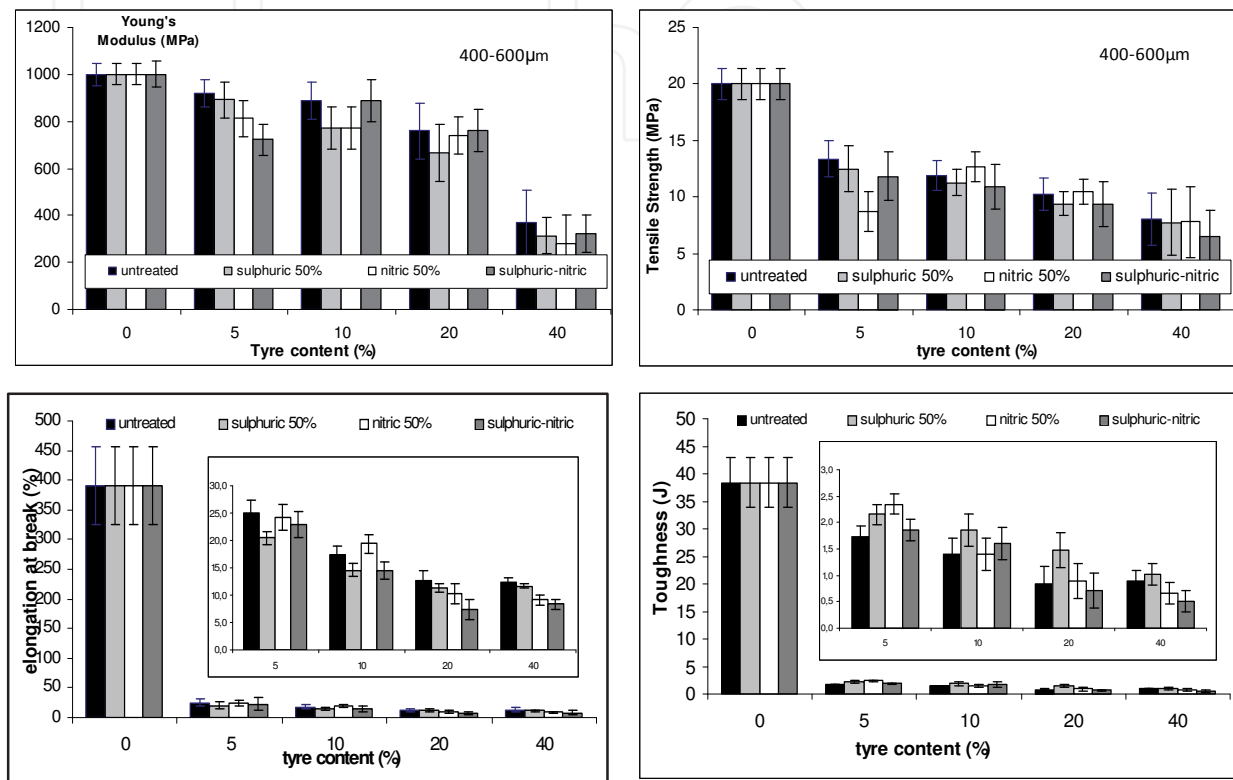 1200
1000
800
600
400
200
0
Young's
Modulus (MPa)
400-600µm
untreated sulphuric 50% nitric 50% sulphuric-nitric
0 5 10 20 40
Tyre content (%)
25
20
15
10
5
0
Tensile Strength (MPa)
400-600µm
untreated sulphuric 50% nitric 50% sulphuric-nitric
0 5 10 20 40
tyre content (%)
500
450
400
350
300
250
200
150
100
50
0
elongation at break (%)
untreated sulphuric 50% nitric 50% sulphuric-nitric
30,0
25,0
20,0
15,0
10,0
5,0
0,0
5 10 20 40
0 5 10 20 40
tyre content (%)
50
45
40
35
30
25
20
15
10
5
0
Toughness (J)
untreated sulphuric 50% nitric 50% sulphuric-nitric
3,0
2,5
2,0
1,5
1,0
0,5
0,0
5 10 20 40
0 5 10 20 40
tyre content (%)